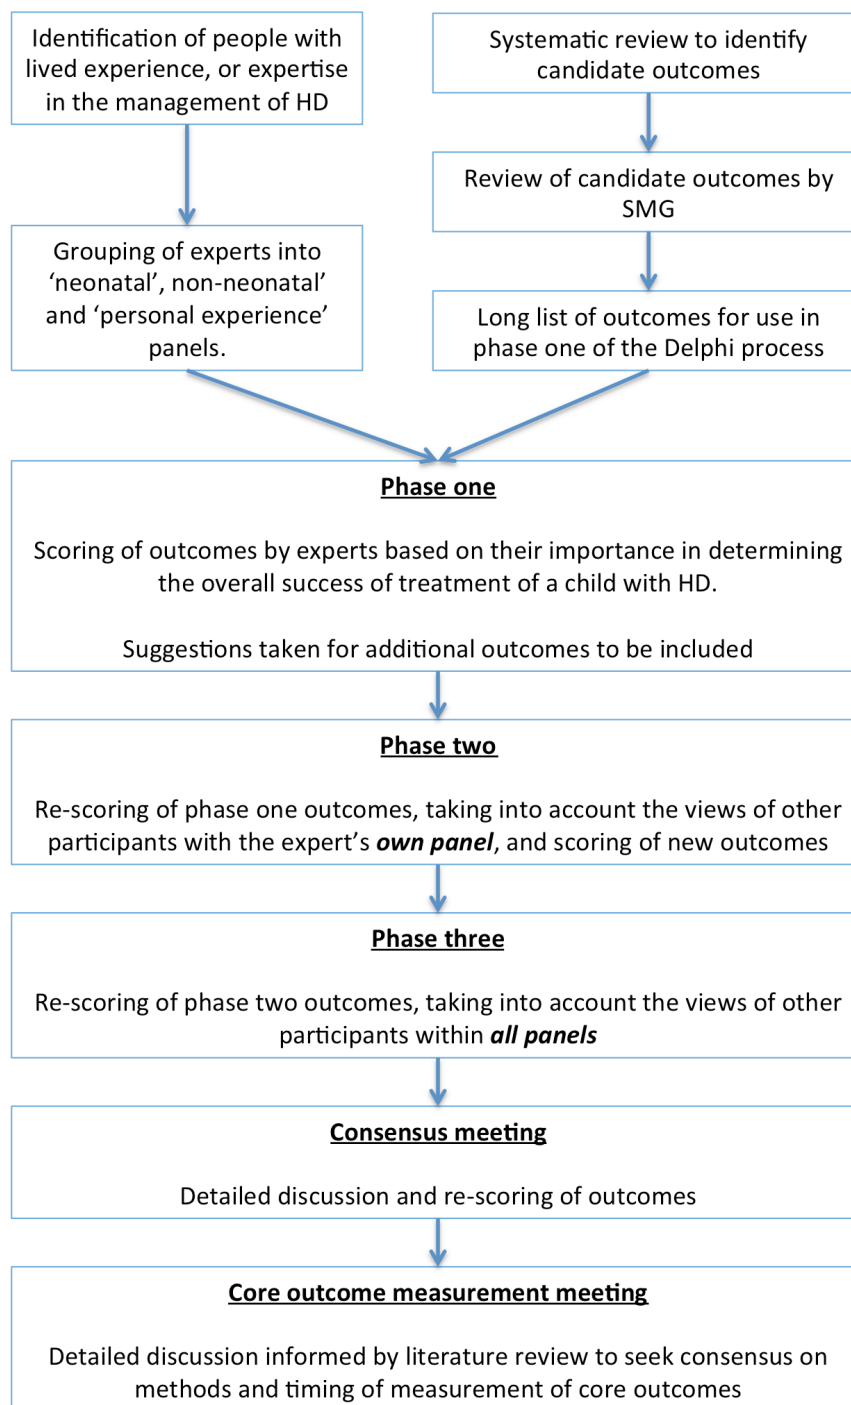 Identification of people with
lived experience, or expertise
in the management of HD
Grouping of experts into
‘neonatal’, non-neonatal’
and ‘personal experience’
panels.
Systematic review to identify
candidate outcomes
Review of candidate outcomes by
SMG
Long list of outcomes for use in
phase one of the Delphi process
Phase one
Scoring of outcomes by experts based on their importance in determining
the overall success of treatment of a child with HD.
Suggestions taken for additional outcomes to be included
Phase two
Re-scoring of phase one outcomes, taking into account the views of other
participants with the expert’s own panel, and scoring of new outcomes
Phase three
Re-scoring of phase two outcomes, taking into account the views of other
participants within all panels
Consensus meeting
Detailed discussion and re-scoring of outcomes
Core outcome measurement meeting
Detailed discussion informed by literature review to seek consensus on
methods and timing of measurement of core outcomes